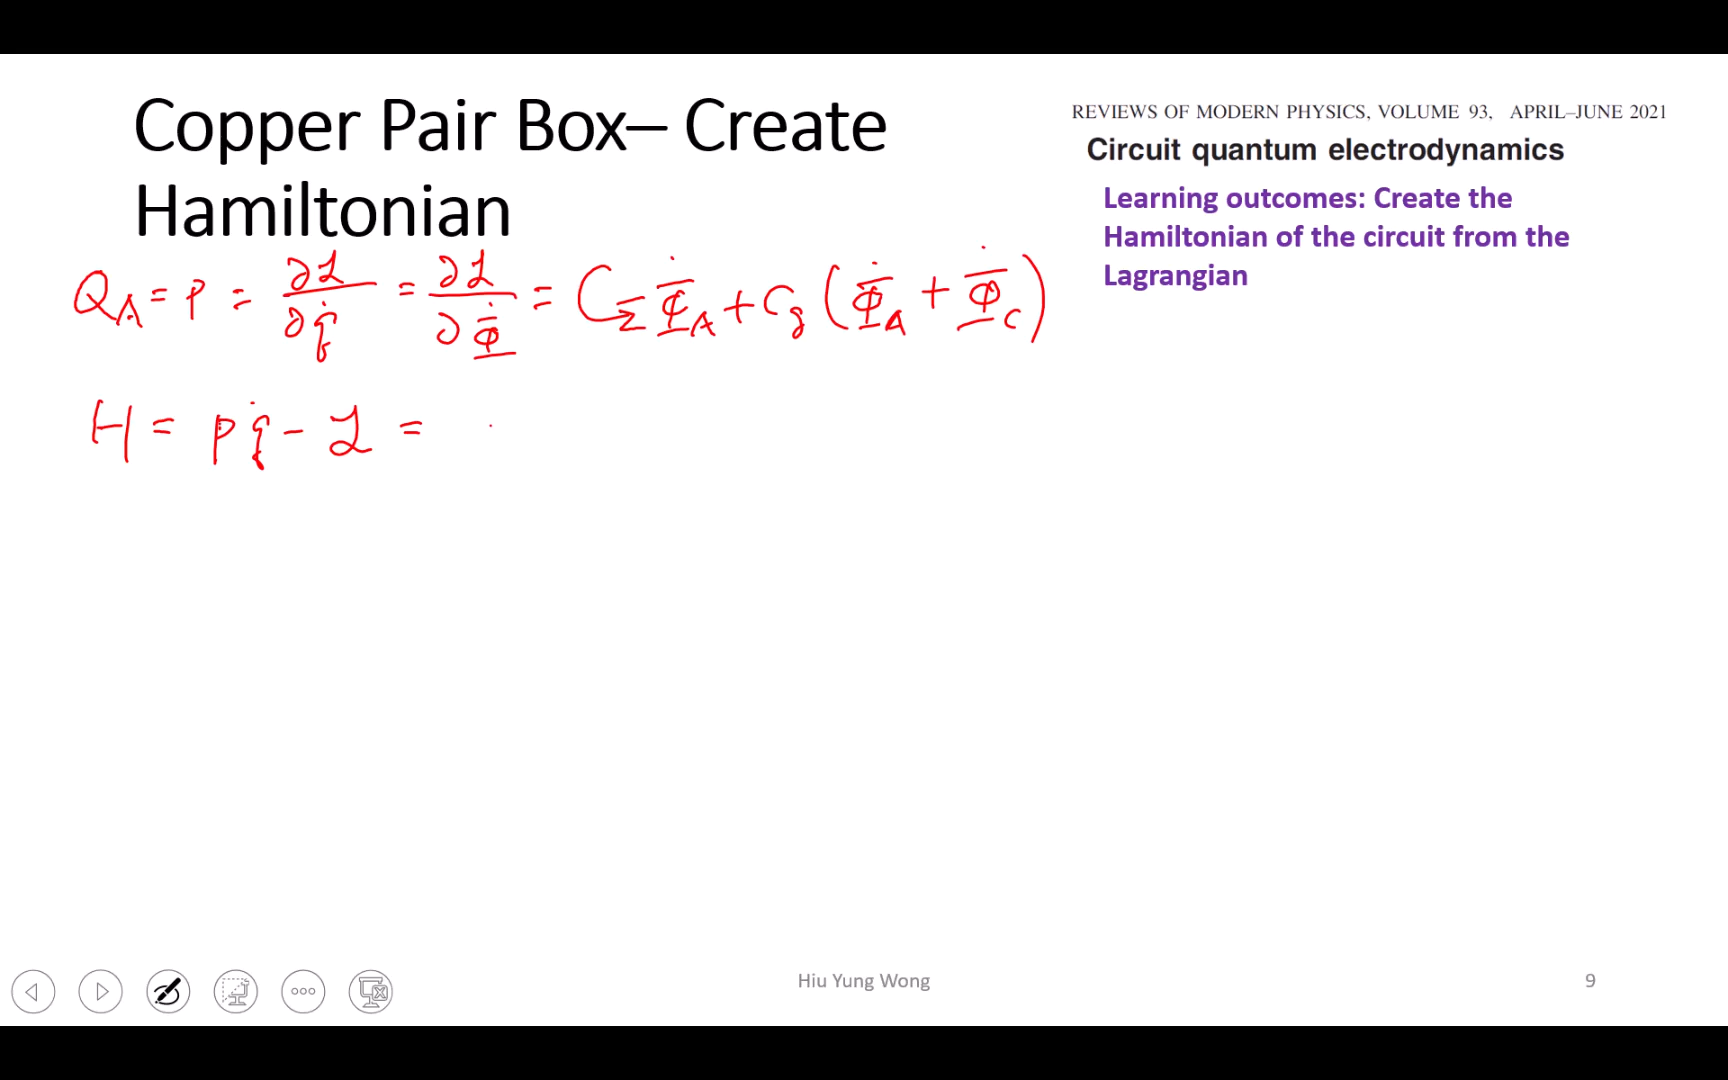 Copper Pair Box– Create
Hamiltonian
REVIEWS OF MODERN PHYSICS, VOLUME 93, APRIL–JUNE 2021
Circuit quantum electrodynamics
Learning outcomes: Create the
Hamiltonian of the circuit from the
Lagrangian
Q_A = p = ∂ℒ/∂q̇ = ∂ℒ/∂Φ̇ = C_Σ Φ̇_A + C_g (Φ̇_A + Φ̇_C)
H = pq̇ - ℒ =
Hiu Yung Wong
9